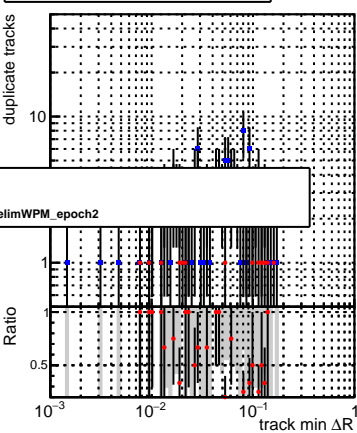 duplicate tracks
10
elimWPM_epoch2
1
Ratio
1
0.5
10⁻³ 10⁻² 10⁻¹ 1
track min ΔR